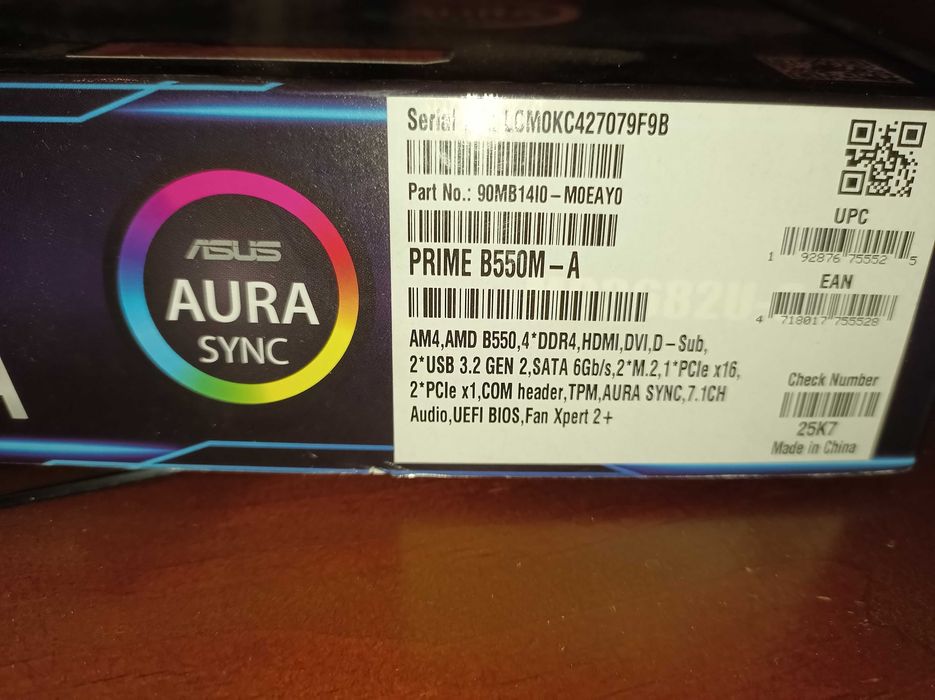 ASUS
AURA
SYNC
LCM0KC427079F9B
Part No.: 90MB14I0-M0EAY0
PRIME B550M-A
AM4,AMD B550,4*DDR4,HDMI,DVI,D-Sub,
2*USB 3.2 GEN 2,SATA 6Gb/s,2*M.2,1*PCIe x16,
2*PCIe x1,COM header,TPM,AURA SYNC,7.1CH
Audio,UEFI BIOS,Fan Xpert 2+
UPC
1 92876 75552 5
EAN
4 718017 755528
Check Number
25K7
Made in China
A